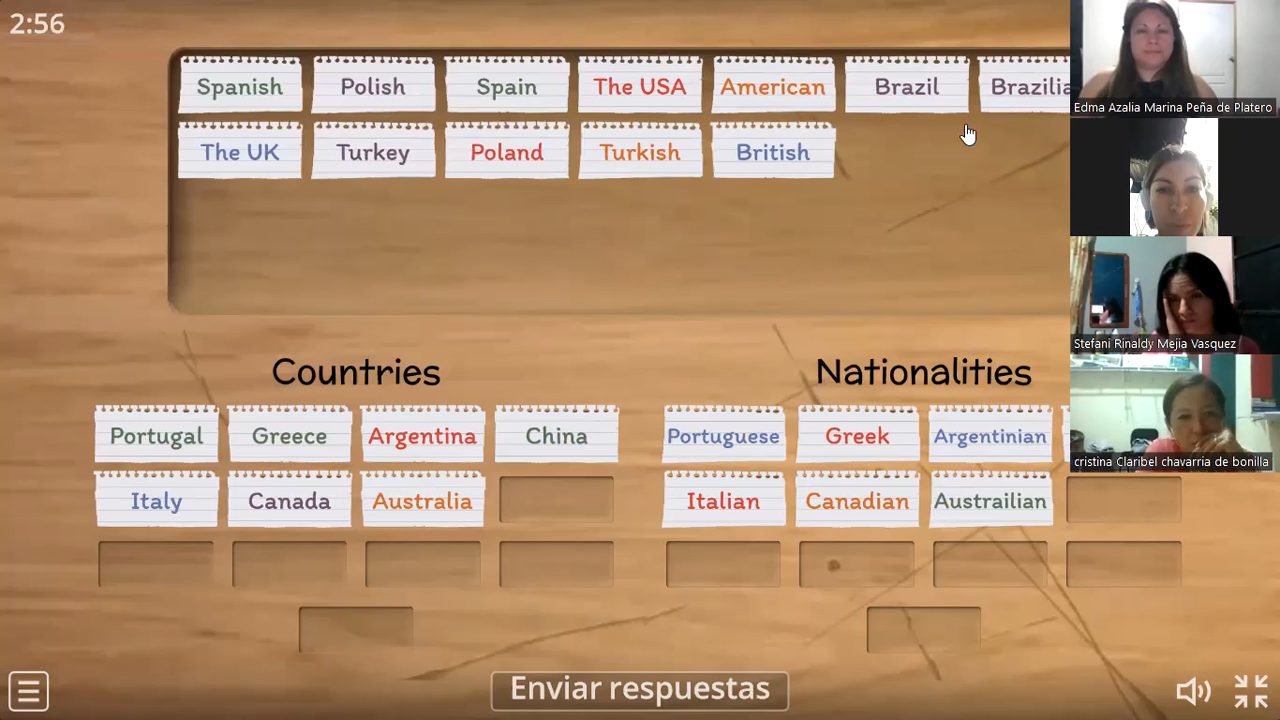 2:56
Spanish Polish Spain The USA American Brazil Brazilia
The UK Turkey Poland Turkish British
Countries Nationalities
Portugal Greece Argentina China Portuguese Greek Argentinian
Italy Canada Australia Italian Canadian Austrailian
Enviar respuestas
Edma Azalia Marina Peña de Platero
Stefani Rinaldy Mejia Vasquez
cristina Claribel chavarria de bonilla